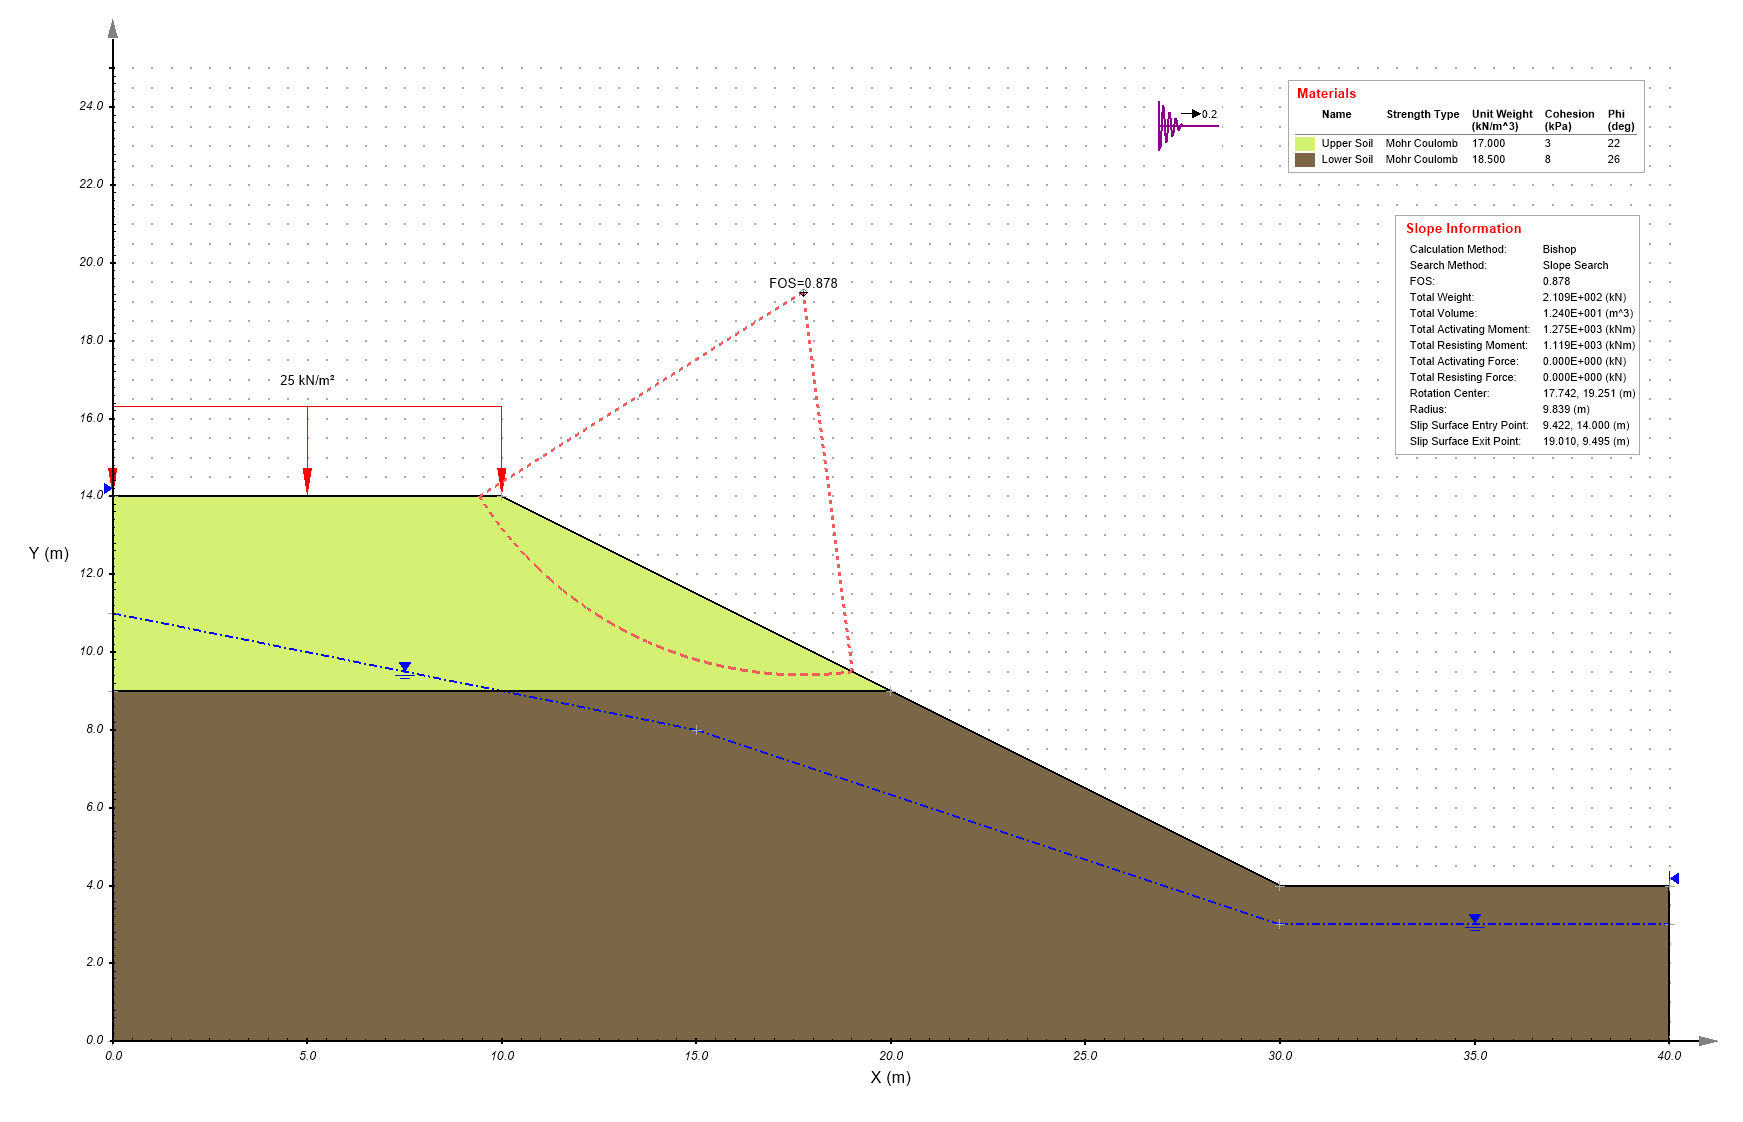 24.0
22.0
20.0
18.0
16.0
14.0
12.0
10.0
8.0
6.0
4.0
2.0
0.0
Y (m)
0.0 5.0 10.0 15.0 20.0 25.0 30.0 35.0 40.0
X (m)
25 kN/m²
FOS=0.878
0.2
Materials
Name Strength Type Unit Weight (kN/m^3) Cohesion (kPa) Phi (deg)
Upper Soil Mohr Coulomb 17.000 3 22
Lower Soil Mohr Coulomb 18.500 8 26
Slope Information
Calculation Method: Bishop
Search Method: Slope Search
FOS: 0.878
Total Weight: 2.109E+002 (kN)
Total Volume: 1.240E+001 (m^3)
Total Activating Moment: 1.275E+003 (kNm)
Total Resisting Moment: 1.119E+003 (kNm)
Total Activating Force: 0.000E+000 (kN)
Total Resisting Force: 0.000E+000 (kN)
Rotation Center: 17.742, 19.251 (m)
Radius: 9.839 (m)
Slip Surface Entry Point: 9.422, 14.000 (m)
Slip Surface Exit Point: 19.010, 9.495 (m)